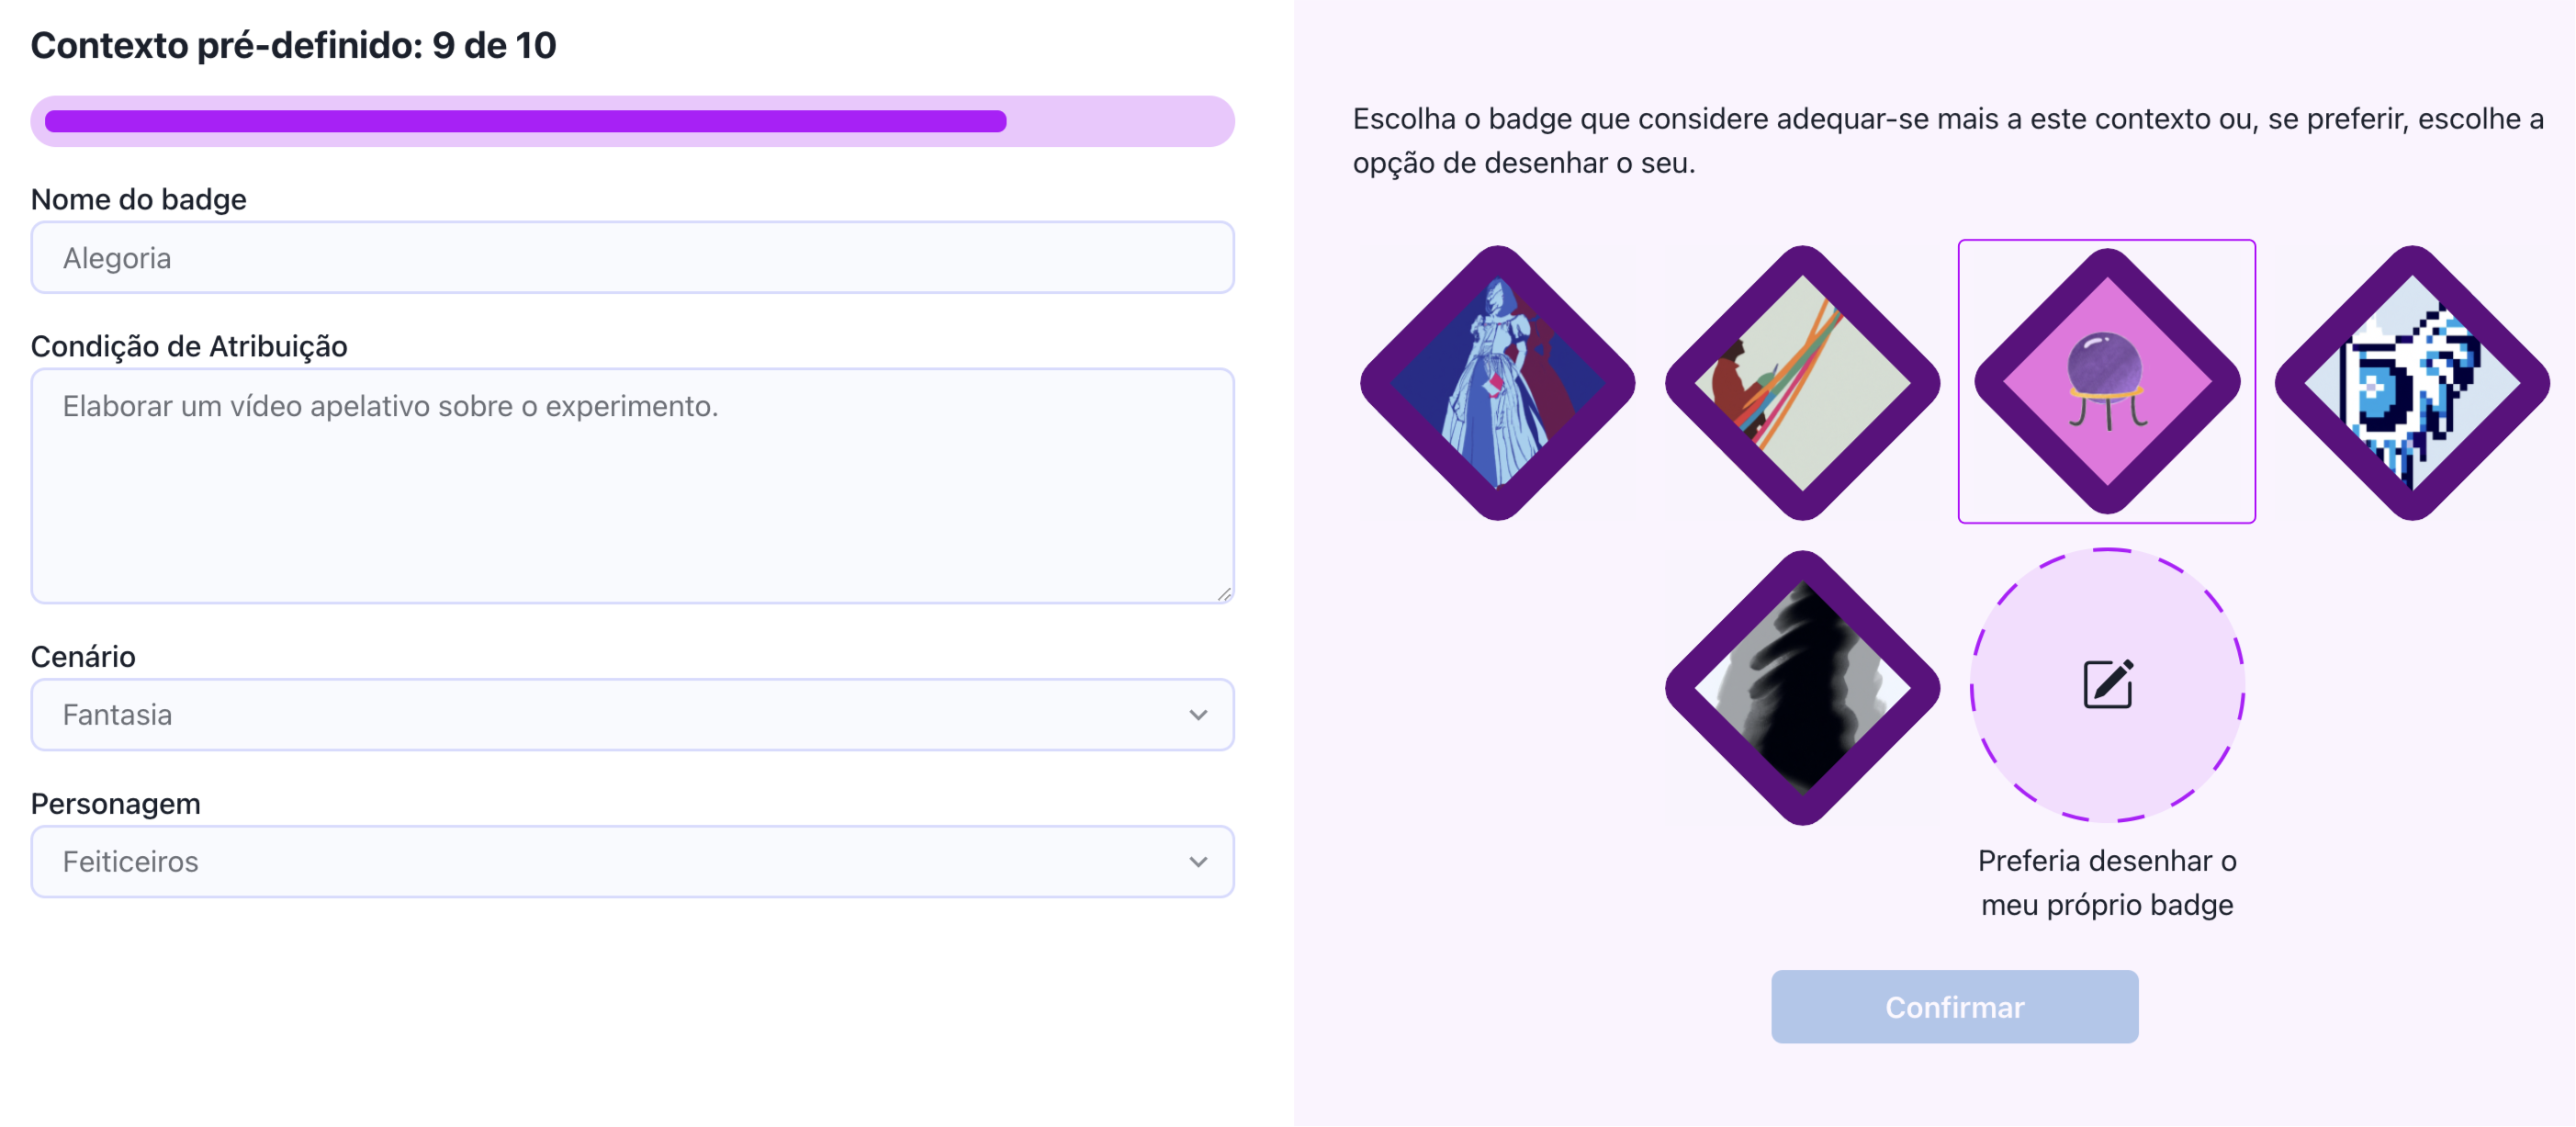 Contexto pré-definido: 9 de 10
Nome do badge
Alegoria
Condição de Atribuição
Elaborar um vídeo apelativo sobre o experimento.
Cenário
Fantasia
Personagem
Feiticeiros
Escolha o badge que considere adequar-se mais a este contexto ou, se preferir, escolhe a
opção de desenhar o seu.
Preferia desenhar o
meu próprio badge
Confirmar